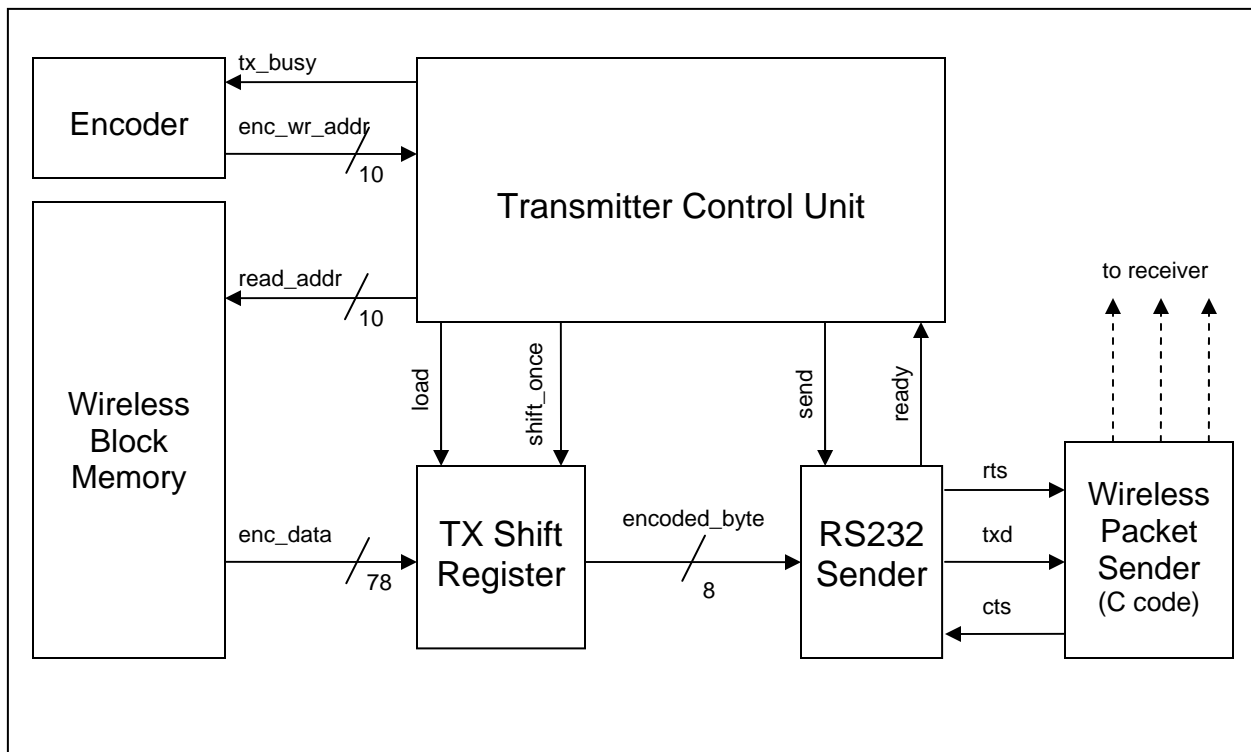 tx_busy
Encoder
enc_wr_addr
10
Transmitter Control Unit
read_addr
10
to receiver
load
shift_once
send
ready
Wireless
Block
Memory
enc_data
78
TX Shift
Register
encoded_byte
8
RS232
Sender
rts
txd
cts
Wireless
Packet
Sender
(C code)